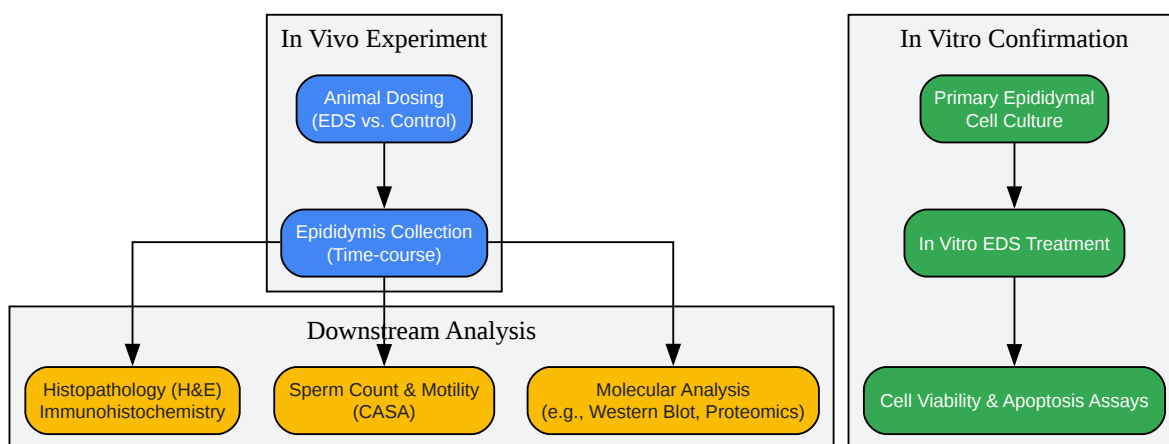 In Vivo Experiment
Animal Dosing
(EDS vs. Control)
Epididymis Collection
(Time-course)
Downstream Analysis
Histopathology (H&E)
Immunohistochemistry
Sperm Count & Motility
(CASA)
Molecular Analysis
(e.g., Western Blot, Proteomics)
In Vitro Confirmation
Primary Epididymal
Cell Culture
In Vitro EDS Treatment
Cell Viability & Apoptosis Assays